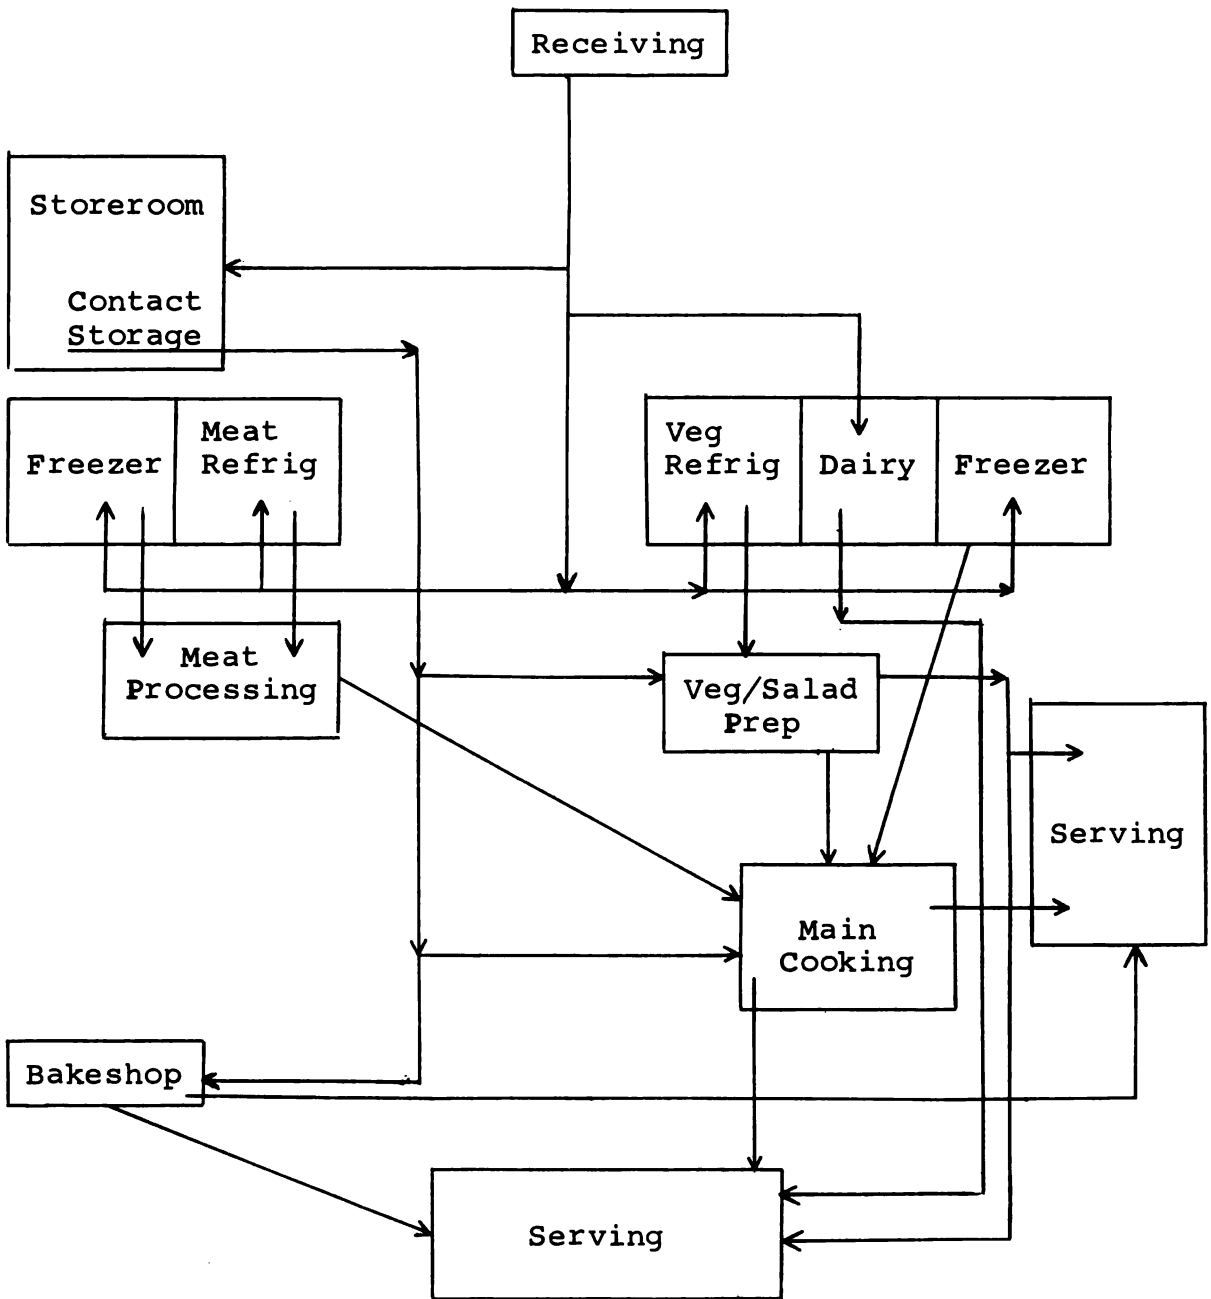 Receiving
Storeroom
Contact
Storage
Freezer
Meat
Refrig
Veg
Refrig
Dairy
Freezer
Meat
Processing
Veg/Salad
Prep
Serving
Main
Cooking
Bakeshop
Serving